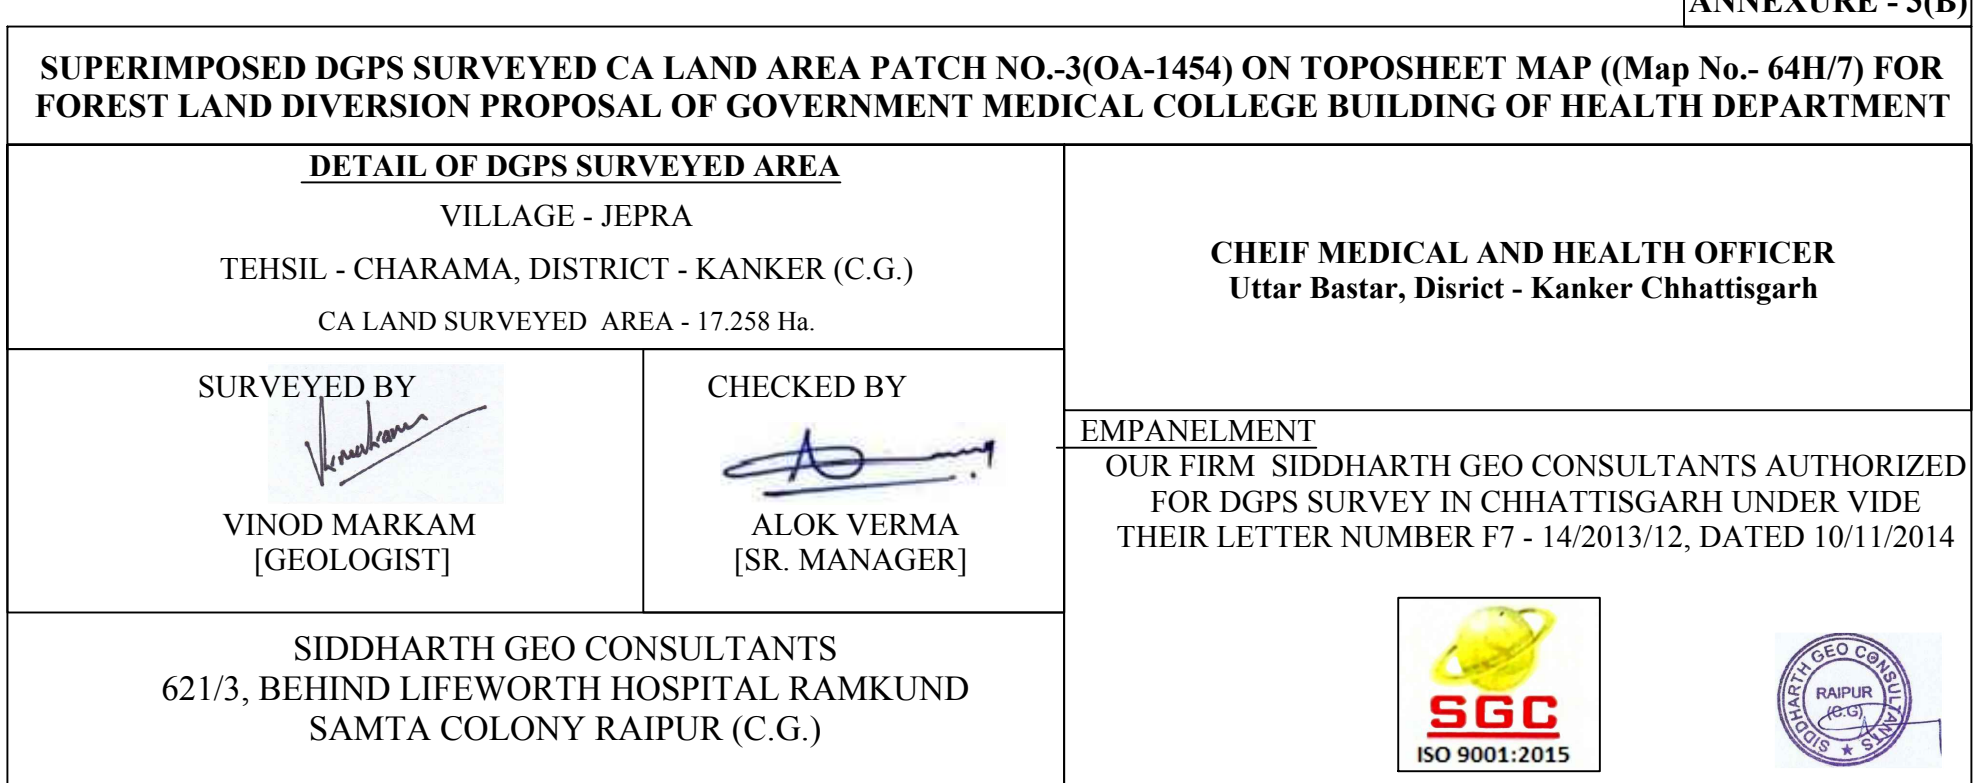 ANNEXURE - 5(B)
SUPERIMPOSED DGPS SURVEYED CA LAND AREA PATCH NO.-3(OA-1454) ON TOPOSHEET MAP ((Map No.- 64H/7) FOR
FOREST LAND DIVERSION PROPOSAL OF GOVERNMENT MEDICAL COLLEGE BUILDING OF HEALTH DEPARTMENT
DETAIL OF DGPS SURVEYED AREA
VILLAGE - JEPRA
TEHSIL - CHARAMA, DISTRICT - KANKER (C.G.)
CA LAND SURVEYED AREA - 17.258 Ha.
CHEIF MEDICAL AND HEALTH OFFICER
Uttar Bastar, Disrict - Kanker Chhattisgarh
SURVEYED BY
VINOD MARKAM
[GEOLOGIST]
CHECKED BY
ALOK VERMA
[SR. MANAGER]
EMPANELMENT
OUR FIRM SIDDHARTH GEO CONSULTANTS AUTHORIZED
FOR DGPS SURVEY IN CHHATTISGARH UNDER VIDE
THEIR LETTER NUMBER F7 - 14/2013/12, DATED 10/11/2014
SIDDHARTH GEO CONSULTANTS
621/3, BEHIND LIFEWORTH HOSPITAL RAMKUND
SAMTA COLONY RAIPUR (C.G.)
SGC
ISO 9001:2015
SIDDHARTH GEO CONSULTANTS
RAIPUR
(C.G)